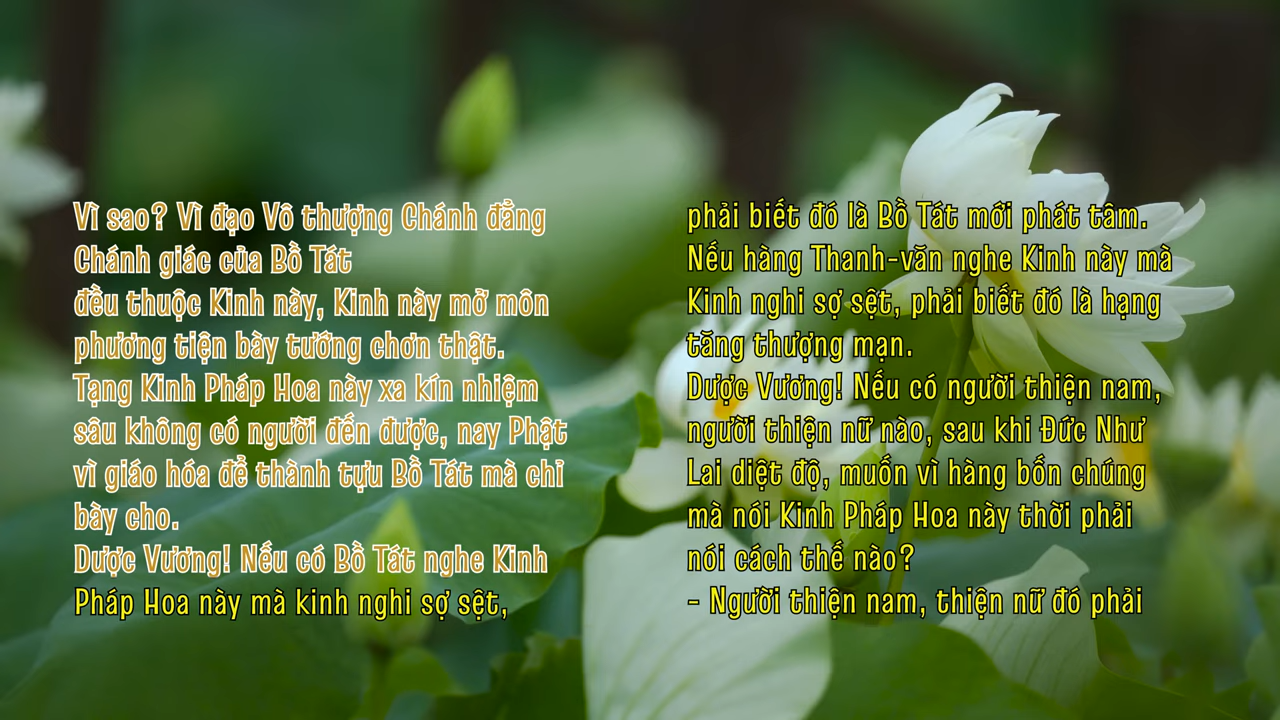 Vì sao? Vì đạo Vô thượng Chánh đẳng
Chánh giác của Bồ Tát
đều thuộc Kinh này, Kinh này mở môn
phương tiện bày tướng chơn thật.
Tạng Kinh Pháp Hoa này xa kín nhiệm
sâu không có người đến được, nay Phật
vì giáo hóa để thành tựu Bồ Tát mà chỉ
bày cho.
Dược Vương! Nếu có Bồ Tát nghe Kinh
Pháp Hoa này mà kinh nghi sợ sệt,
phải biết đó là Bồ Tát mới phát tâm.
Nếu hàng Thanh-văn nghe Kinh này mà
Kinh nghi sợ sệt, phải biết đó là hạng
tăng thượng mạn.
Dược Vương! Nếu có người thiện nam,
người thiện nữ nào, sau khi Đức Như
Lai diệt độ, muốn vì hàng bốn chúng
mà nói Kinh Pháp Hoa này thời phải
nói cách thế nào?
- Người thiện nam, thiện nữ đó phải